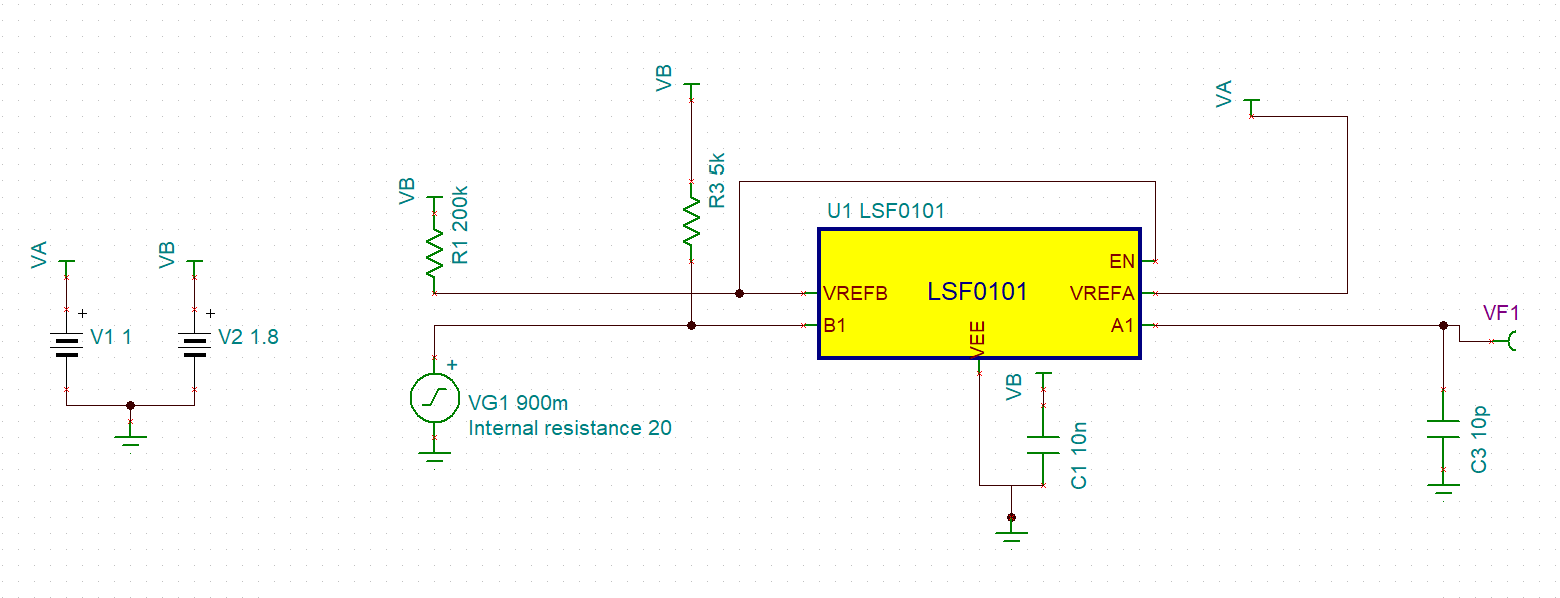 VB
VA
VB
R3 5k
VB
R1 200k
U1 LSF0101
VA
VB
EN
VREFB
LSF0101
VREFA
B1
A1
VEE
VF1
+
V1 1
+
V2 1.8
+
VG1 900m
Internal resistance 20
VB
C1 10n
C3 10p